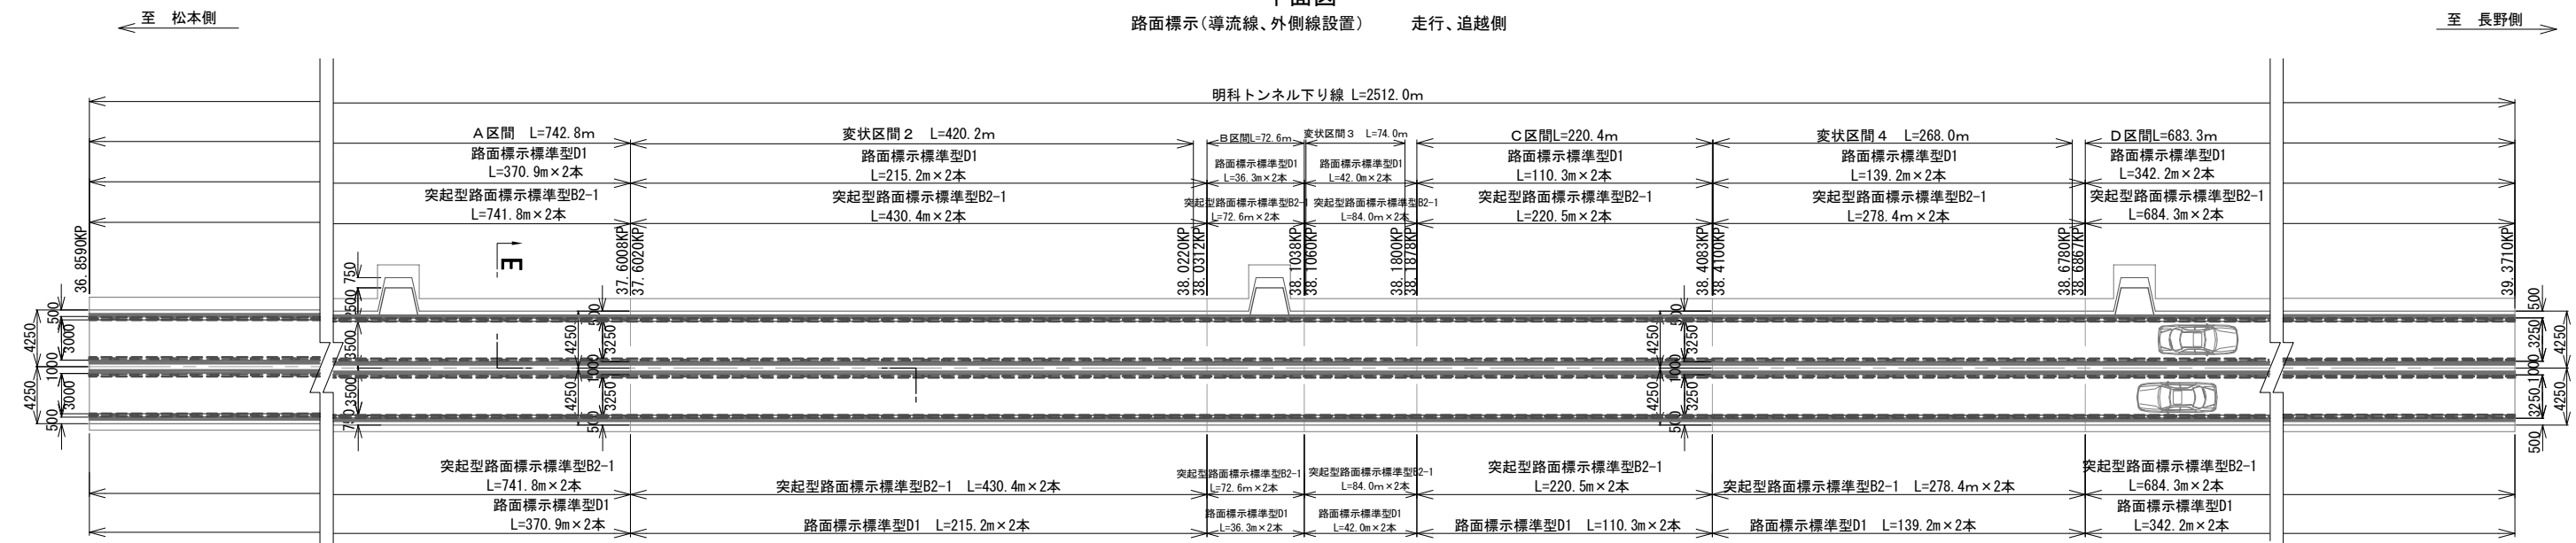 至　松本側
路面標示(導流線、外側線設置)　　走行、追越側
至　長野側
明科トンネル下り線 L=2512.0m
A区間　L=742.8m
変状区間２　L=420.2m
B区間L=72.6m
変状区間３　L=74.0m
C区間L=220.4m
変状区間４　L=268.0m
D区間L=683.3m
路面標示標準型D1
L=370.9m×2本
路面標示標準型D1
L=215.2m×2本
路面標示標準型D1
L=36.3m×2本
路面標示標準型D1
L=42.0m×2本
路面標示標準型D1
L=110.3m×2本
路面標示標準型D1
L=139.2m×2本
路面標示標準型D1
L=342.2m×2本
突起型路面標示標準型B2-1
L=741.8m×2本
突起型路面標示標準型B2-1
L=430.4m×2本
突起型路面標示標準型B2-1
L=72.6m×2本
突起型路面標示標準型B2-1
L=84.0m×2本
突起型路面標示標準型B2-1
L=220.5m×2本
突起型路面標示標準型B2-1
L=278.4m×2本
突起型路面標示標準型B2-1
L=684.3m×2本
36.8590KP
37.6008KP
37.6020KP
38.0220KP
38.0312KP
38.1038KP
38.1060KP
38.1800KP
38.1878KP
38.4083KP
38.4100KP
38.6780KP
38.6867KP
39.3710KP
E
4250
4250
500
3000
1000
3000
500
750
3500
3500
4250
4250
500
3250
1000
3250
4250
4250
500
3250
1000
3250
500
3250
1000
3250
500
4250
4250
突起型路面標示標準型B2-1
L=741.8m×2本
突起型路面標示標準型B2-1　L=430.4m×2本
突起型路面標示標準型B2-1
L=72.6m×2本
突起型路面標示標準型B2-1
L=84.0m×2本
突起型路面標示標準型B2-1
L=220.5m×2本
突起型路面標示標準型B2-1　L=278.4m×2本
突起型路面標示標準型B2-1
L=684.3m×2本
路面標示標準型D1
L=370.9m×2本
路面標示標準型D1　L=215.2m×2本
路面標示標準型D1
L=36.3m×2本
路面標示標準型D1
L=42.0m×2本
路面標示標準型D1　L=110.3m×2本
路面標示標準型D1　L=139.2m×2本
路面標示標準型D1
L=342.2m×2本